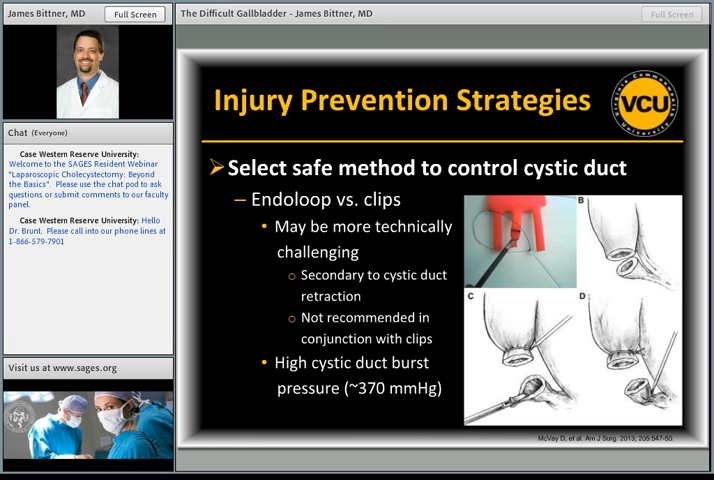 James Bittner, MD
Full Screen
The Difficult Gallbladder - James Bittner, MD
Full Screen
Chat (Everyone)
Case Western Reserve University:
Welcome to the SAGES Resident Webinar
"Laparoscopic Cholecystectomy: Beyond
the Basics". Please use the chat pod to ask
questions or submit comments to our faculty
panel.
Case Western Reserve University: Hello
Dr. Brunt. Please call into our phone lines at
1-866-579-7901
Visit us at www.sages.org
Injury Prevention Strategies
Virginia Commonwealth
VCU
Select safe method to control cystic duct
– Endoloop vs. clips
• May be more technically
challenging
o Secondary to cystic duct
retraction
o Not recommended in
conjunction with clips
• High cystic duct burst
pressure (~370 mmHg)
B
C
D
McVay D, et al. Am J Surg. 2013; 205:547-50.